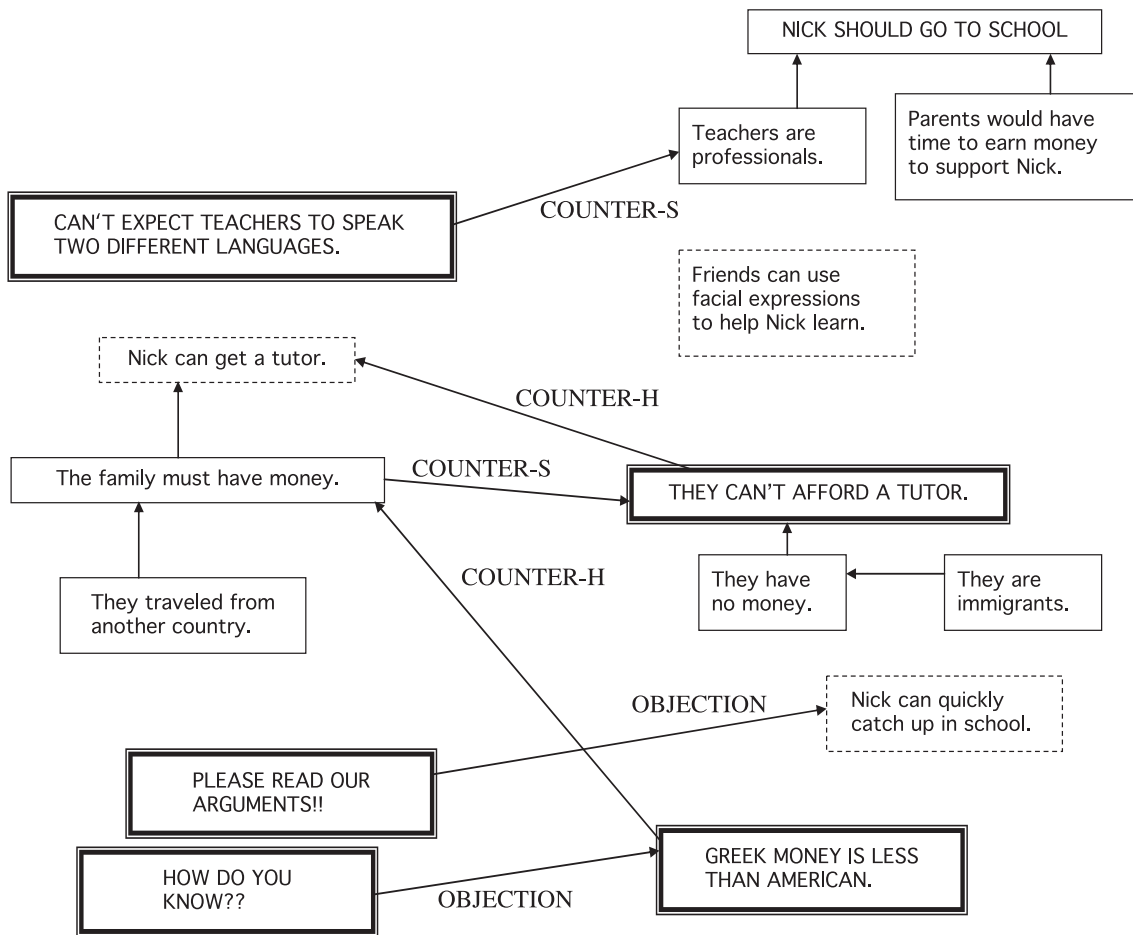 NICK SHOULD GO TO SCHOOL
Teachers are
professionals.
Parents would have
time to earn money
to support Nick.
COUNTER-S
CAN'T EXPECT TEACHERS TO SPEAK
TWO DIFFERENT LANGUAGES.
Friends can use
facial expressions
to help Nick learn.
Nick can get a tutor.
COUNTER-H
The family must have money.
COUNTER-S
THEY CAN'T AFFORD A TUTOR.
COUNTER-H
They have
no money.
They are
immigrants.
They traveled from
another country.
OBJECTION
Nick can quickly
catch up in school.
PLEASE READ OUR
ARGUMENTS!!
HOW DO YOU
KNOW??
OBJECTION
GREEK MONEY IS LESS
THAN AMERICAN.